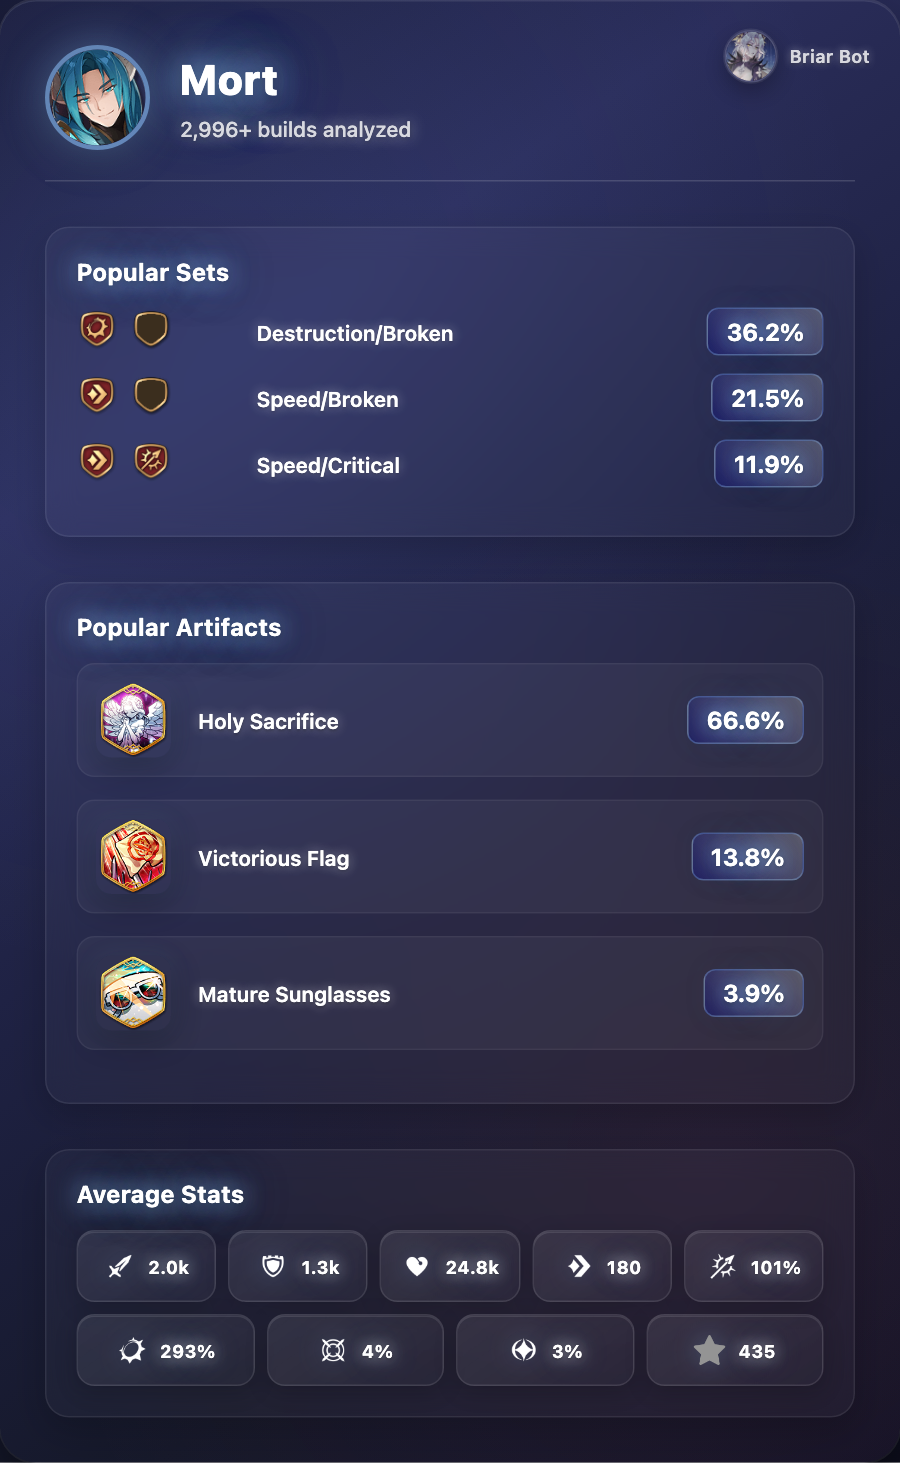 Mort
2,996+ builds analyzed
Briar Bot
Popular Sets
Destruction/Broken
36.2%
Speed/Broken
21.5%
Speed/Critical
11.9%
Popular Artifacts
Holy Sacrifice
66.6%
Victorious Flag
13.8%
Mature Sunglasses
3.9%
Average Stats
2.0k
1.3k
24.8k
180
101%
293%
4%
3%
435